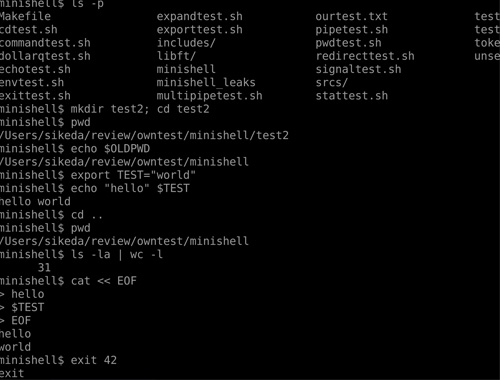 minishell$ ls -p
Makefile expandtest.sh ourtest.txt test
cdtest.sh exporttest.sh pipetest.sh test
commandtest.sh includes/ pwdtest.sh toke
dollarqtest.sh libft/ redirecttest.sh unse
echotest.sh minishell signaltest.sh
envtest.sh minishell_leaks srcs/
exittest.sh multipipetest.sh stattest.sh
minishell$ mkdir test2; cd test2
minishell$ pwd
/Users/sikeda/review/owntest/minishell/test2
minishell$ echo $OLDPWD
/Users/sikeda/review/owntest/minishell
minishell$ export TEST="world"
minishell$ echo "hello" $TEST
hello world
minishell$ cd ..
minishell$ pwd
/Users/sikeda/review/owntest/minishell
minishell$ ls -la | wc -l
31
minishell$ cat << EOF
> hello
> $TEST
> EOF
hello
world
minishell$ exit 42
exit